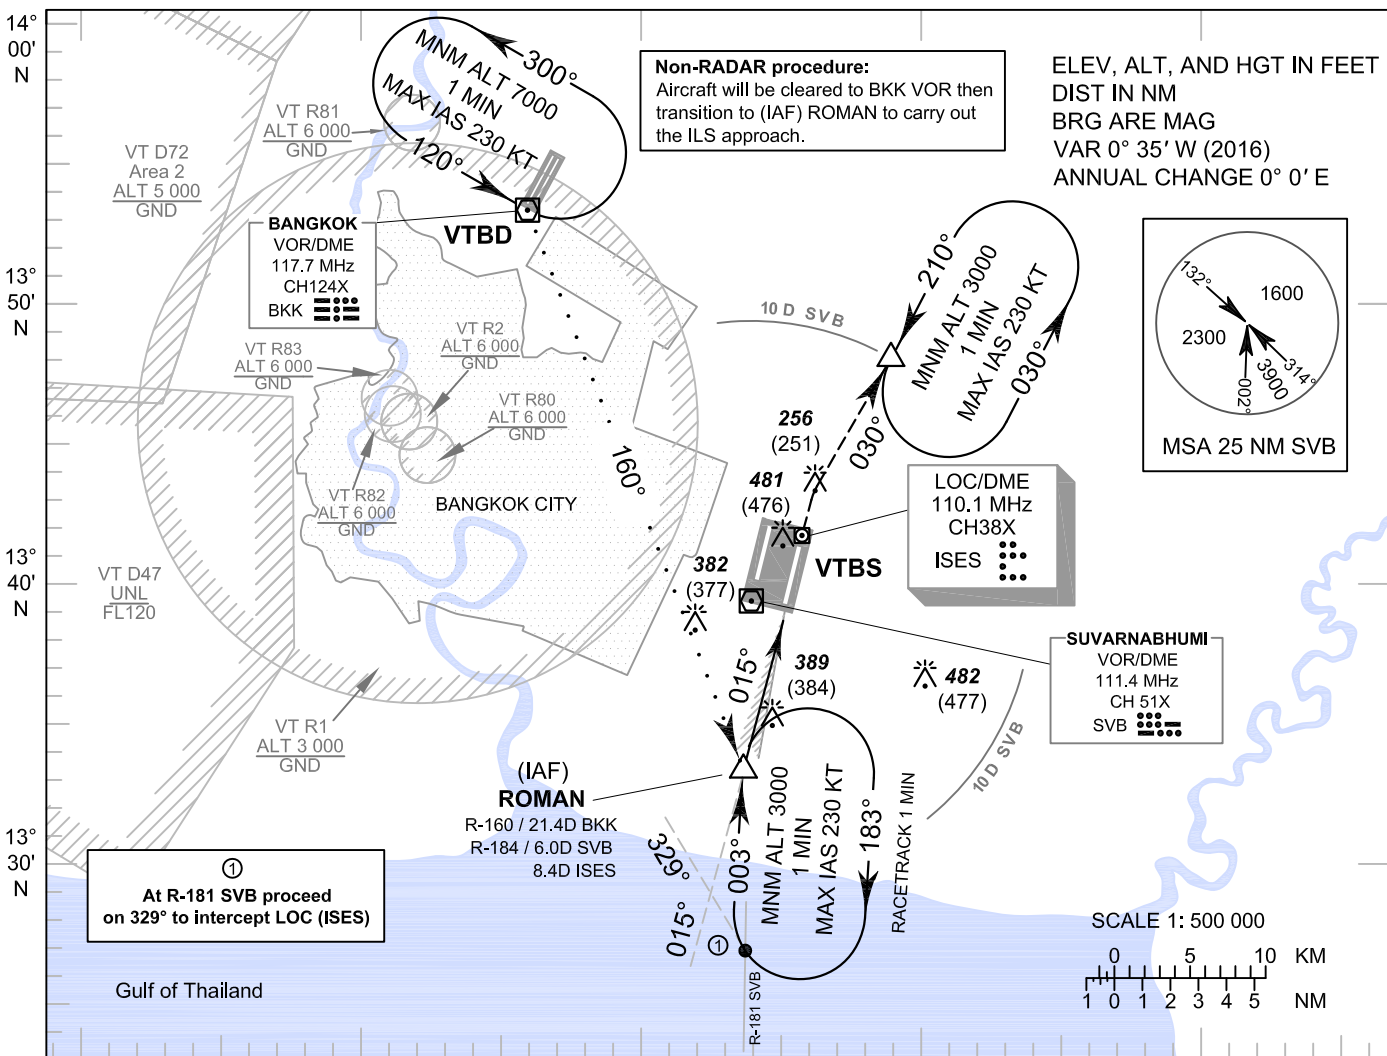 14°
00'
N
13°
50'
N
13°
40'
N
13°
30'
N
MNM ALT 7000
1 MIN
MAX IAS 230 KT
300°
120°
Non-RADAR procedure:
Aircraft will be cleared to BKK VOR then
transition to (IAF) ROMAN to carry out
the ILS approach.
ELEV, ALT, AND HGT IN FEET
DIST IN NM
BRG ARE MAG
VAR 0° 35' W (2016)
ANNUAL CHANGE 0° 0' E
VT R81
ALT 6 000
GND
VT D72
Area 2
ALT 5 000
GND
BANGKOK
VOR/DME
117.7 MHz
CH124X
BKK
VTBD
VT R83
ALT 6 000
GND
VT R2
ALT 6 000
GND
VT R80
ALT 6 000
GND
VT R82
ALT 6 000
GND
BANGKOK CITY
160°
10 D SVB
210°
MNM ALT 3000
1 MIN
MAX IAS 230 KT
030°
030°
132°
1600
2300
3900
314°
002°
MSA 25 NM SVB
256
(251)
481
(476)
382
(377)
VTBS
LOC/DME
110.1 MHz
CH38X
ISES
SUVARNABHUMI
VOR/DME
111.4 MHz
CH 51X
SVB
389
(384)
482
(477)
10 D SVB
015°
VT D47
UNL
FL120
VT R1
ALT 3 000
GND
(IAF)
ROMAN
R-160 / 21.4D BKK
R-184 / 6.0D SVB
8.4D ISES
329°
015°
003°
MNM ALT 3000
1 MIN
MAX IAS 230 KT
183°
RACETRACK 1 MIN
1
At R-181 SVB proceed
on 329° to intercept LOC (ISES)
1
R-181 SVB
Gulf of Thailand
SCALE 1: 500 000
0 5 10 KM
1 0 1 2 3 4 5 NM